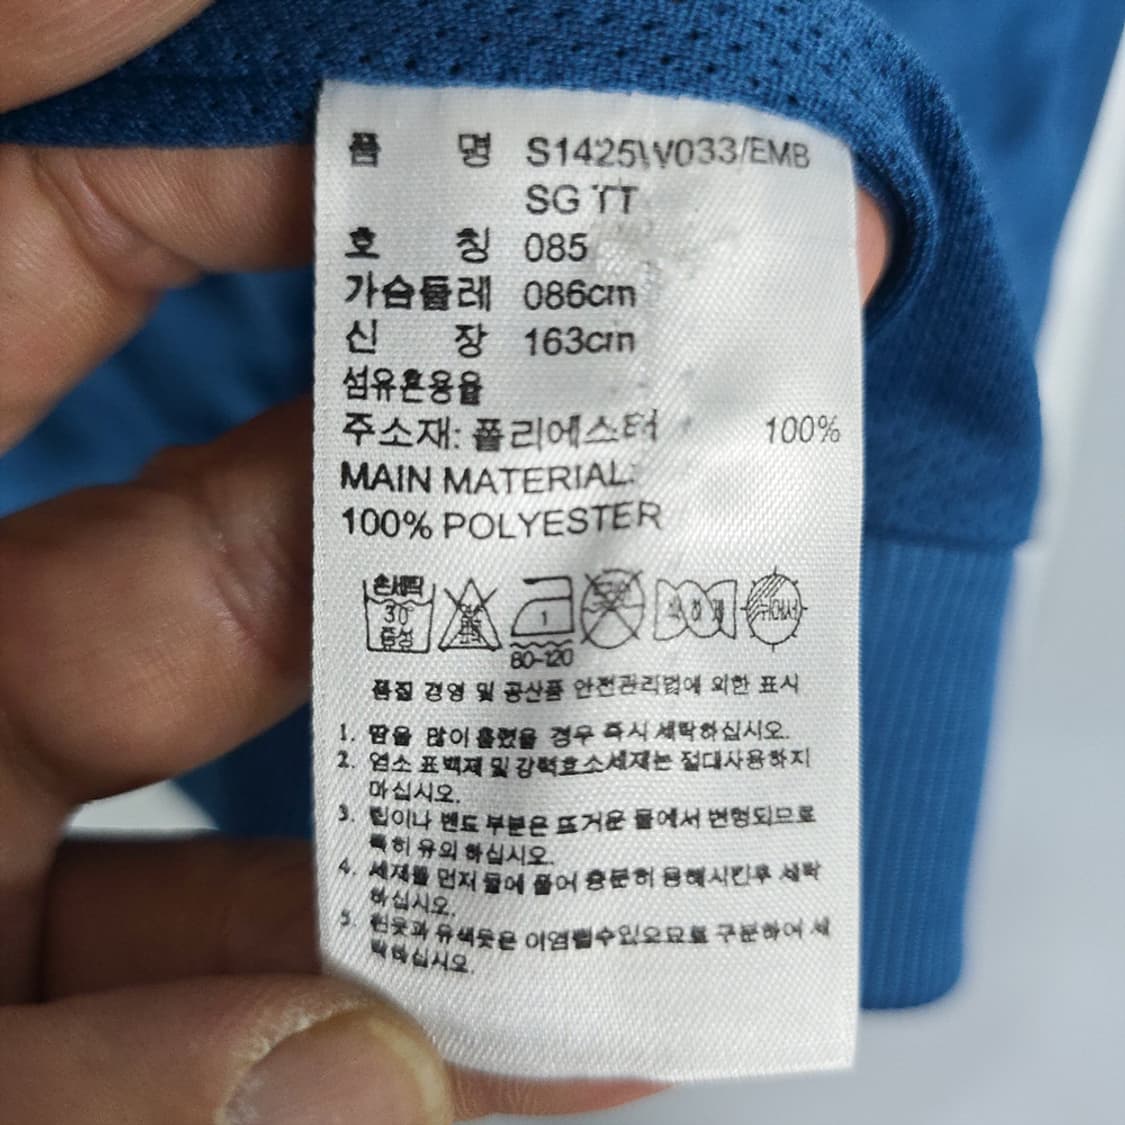 품 명 S1425WV033/EMB
SG TT
호 칭 085
가슴둘레 086cm
신 장 163cm
섬유혼용율
주소재: 폴리에스터 100%
MAIN MATERIAL:
100% POLYESTER
손세탁
30°
중성
1
80-120
뉘어서
품질 경영 및 공산품 안전관리법에 의한 표시
1. 땀을 많이 흘렸을 경우 즉시 세탁하십시오.
2. 염소 표백제 및 강력효소세제는 절대사용하지
마십시오.
3. 립이나 밴드 부분은 뜨거운 물에서 변형되므로
특히 유의 하십시오.
4. 세제를 먼저 물에 풀어 충분히 용해시킨후 세탁
하십시오.
5. 흰옷과 유색옷은 이염될수있으므로 구분하여 세
탁하십시오.